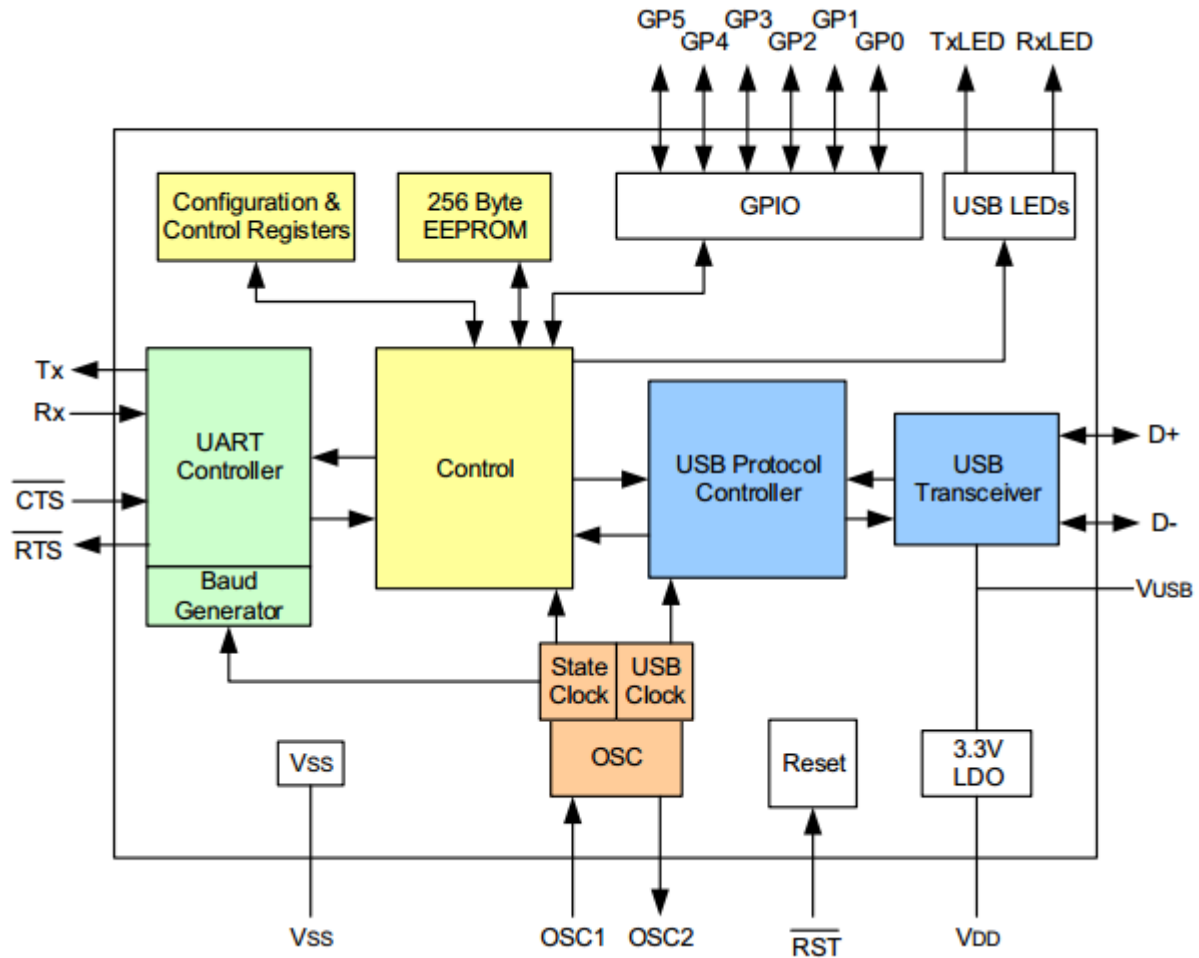 GP5 GP3 GP1
GP4 GP2 GP0 TxLED RxLED
Configuration &
Control Registers
256 Byte
EEPROM
GPIO
USB LEDs
Tx
Rx
CTS
RTS
UART
Controller
Baud
Generator
Control
USB Protocol
Controller
USB
Transceiver
D+
D-
VUSB
State
Clock
USB
Clock
OSC
VSS
Reset
3.3V
LDO
VSS
OSC1
OSC2
RST
VDD